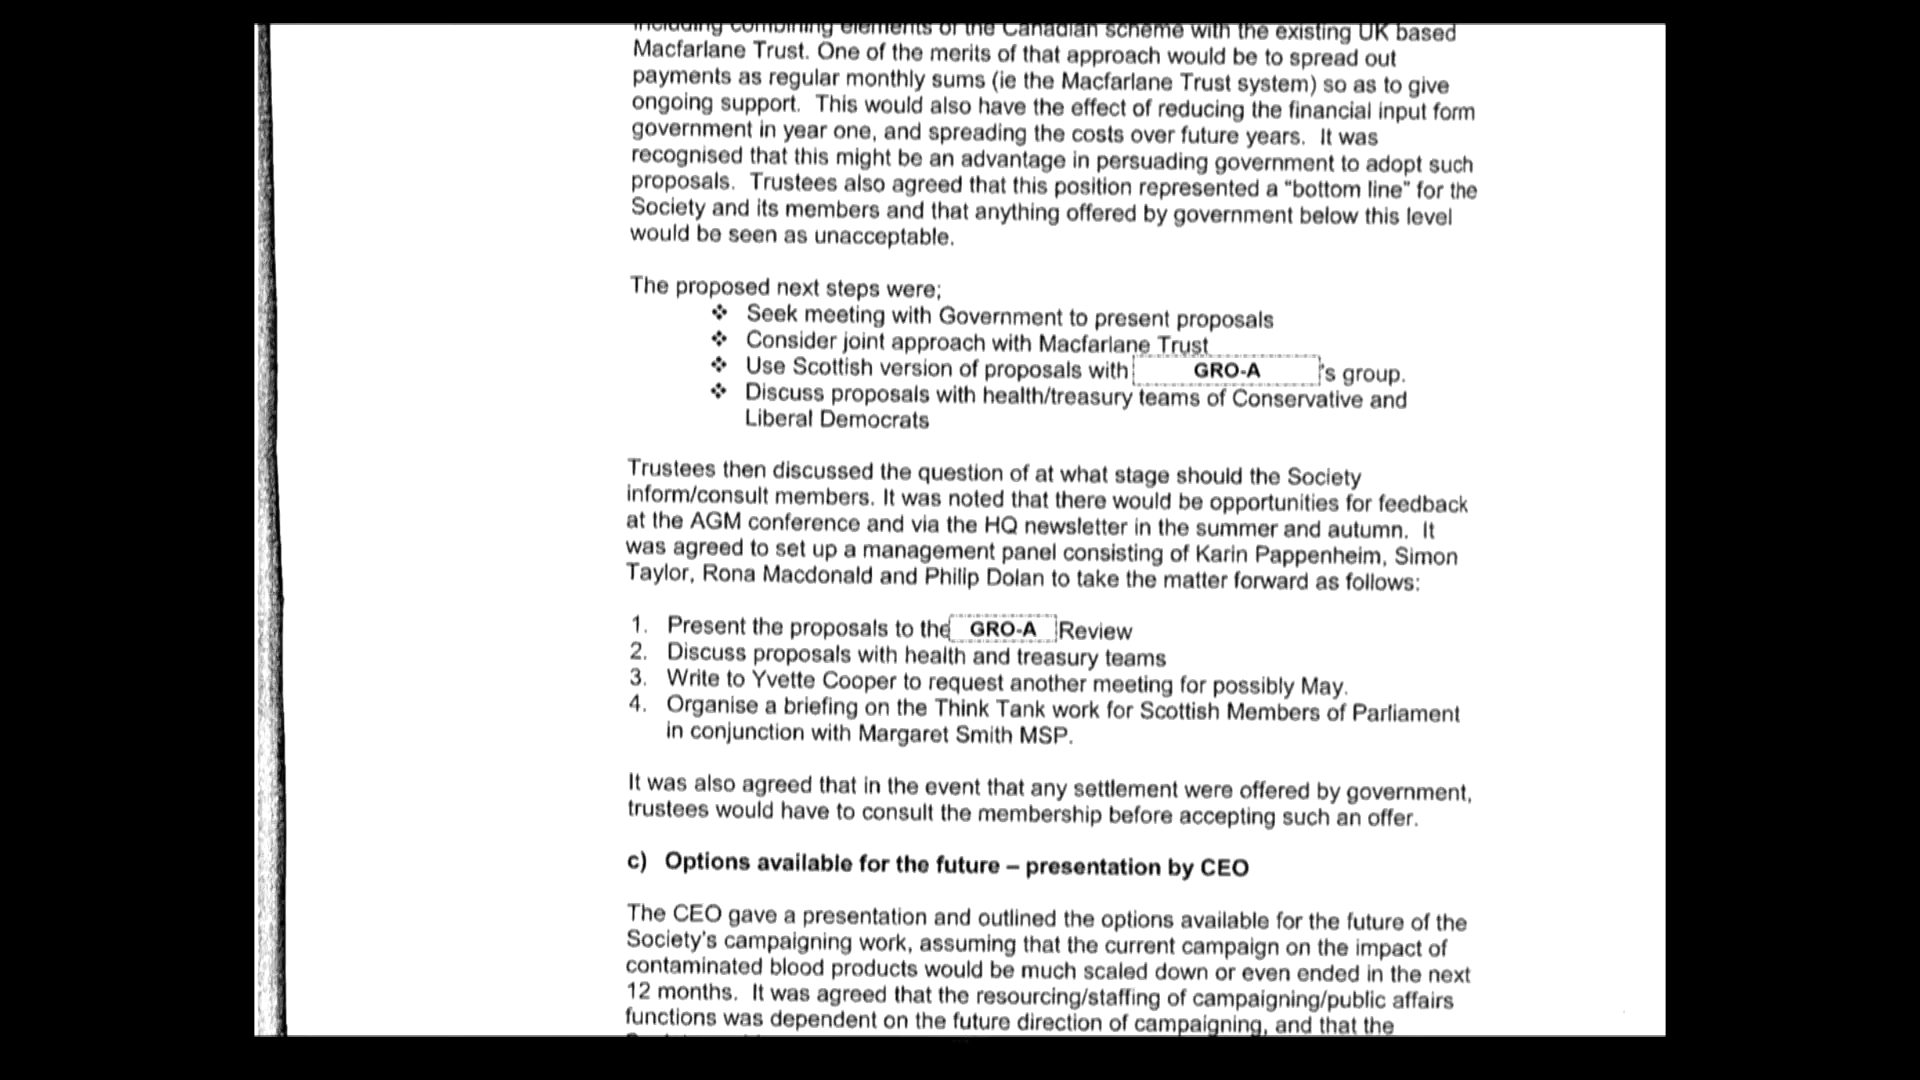 including combining elements of the Canadian scheme with the existing UK based
Macfarlane Trust. One of the merits of that approach would be to spread out
payments as regular monthly sums (ie the Macfarlane Trust system) so as to give
ongoing support. This would also have the effect of reducing the financial input form
government in year one, and spreading the costs over future years. It was
recognised that this might be an advantage in persuading government to adopt such
proposals. Trustees also agreed that this position represented a "bottom line" for the
Society and its members and that anything offered by government below this level
would be seen as unacceptable.
The proposed next steps were;
❖ Seek meeting with Government to present proposals
❖ Consider joint approach with Macfarlane Trust
❖ Use Scottish version of proposals with GRO-A 's group.
❖ Discuss proposals with health/treasury teams of Conservative and
Liberal Democrats
Trustees then discussed the question of at what stage should the Society
inform/consult members. It was noted that there would be opportunities for feedback
at the AGM conference and via the HQ newsletter in the summer and autumn. It
was agreed to set up a management panel consisting of Karin Pappenheim, Simon
Taylor, Rona Macdonald and Philip Dolan to take the matter forward as follows:
1. Present the proposals to the GRO-A Review
2. Discuss proposals with health and treasury teams
3. Write to Yvette Cooper to request another meeting for possibly May.
4. Organise a briefing on the Think Tank work for Scottish Members of Parliament
in conjunction with Margaret Smith MSP.
It was also agreed that in the event that any settlement were offered by government,
trustees would have to consult the membership before accepting such an offer.
c) Options available for the future – presentation by CEO
The CEO gave a presentation and outlined the options available for the future of the
Society's campaigning work, assuming that the current campaign on the impact of
contaminated blood products would be much scaled down or even ended in the next
12 months. It was agreed that the resourcing/staffing of campaigning/public affairs
functions was dependent on the future direction of campaigning, and that the